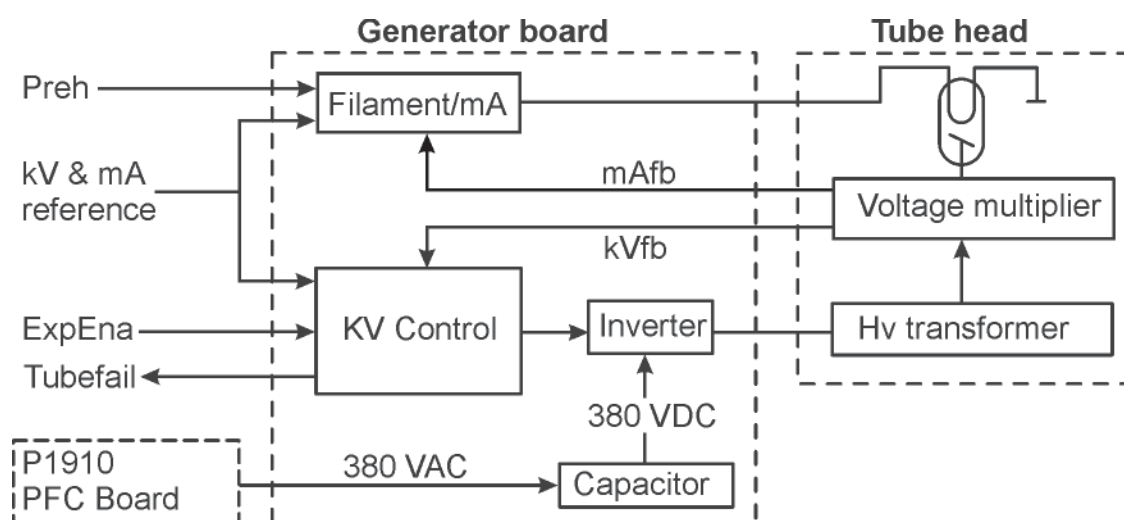 Generator board
Tube head
Preh
Filament/mA
kV & mA
reference
mAfb
Voltage multiplier
kVfb
ExpEna
KV Control
Inverter
Hv transformer
Tubefail
380 VDC
P1910
PFC Board
380 VAC
Capacitor